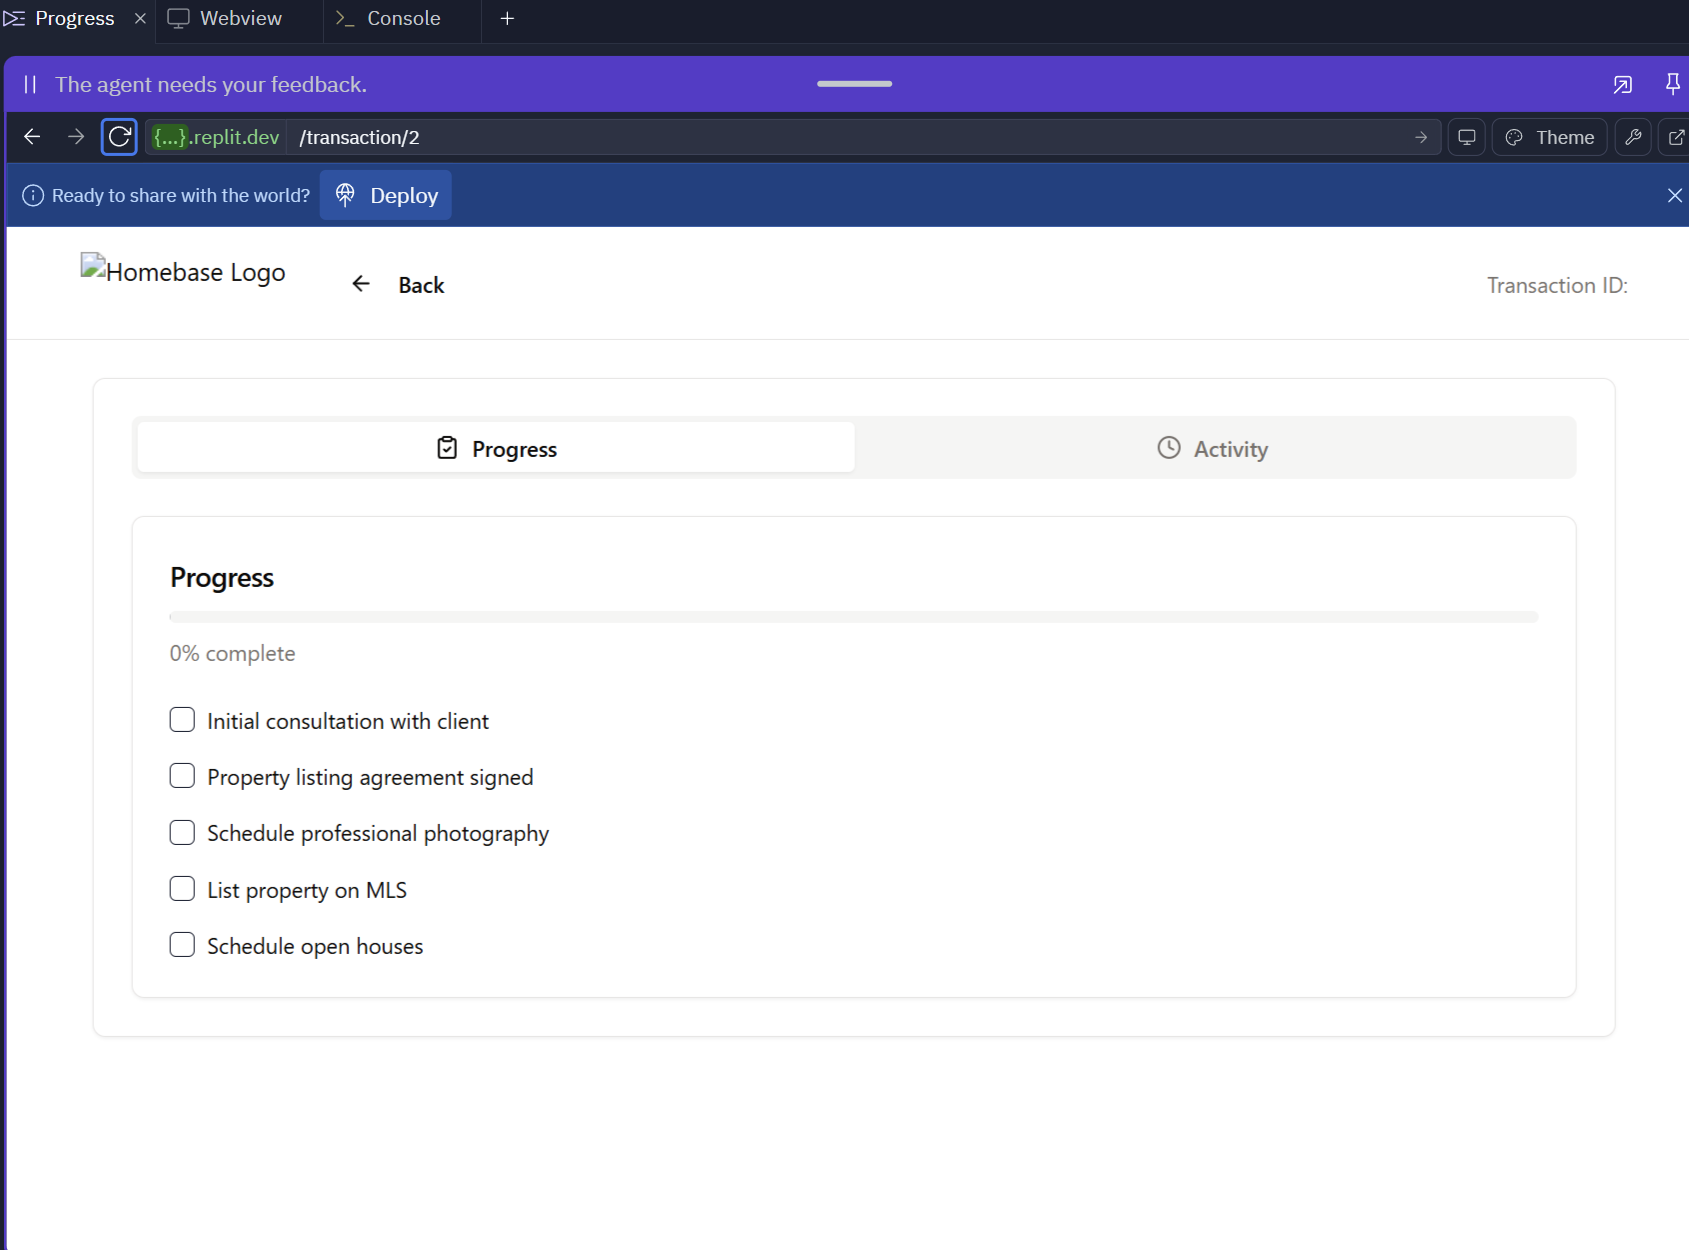 Progress
Webview
Console
The agent needs your feedback.
{...}.replit.dev /transaction/2
Theme
Ready to share with the world?
Deploy
Homebase Logo
Back
Transaction ID:
Progress
Activity
Progress
0% complete
Initial consultation with client
Property listing agreement signed
Schedule professional photography
List property on MLS
Schedule open houses